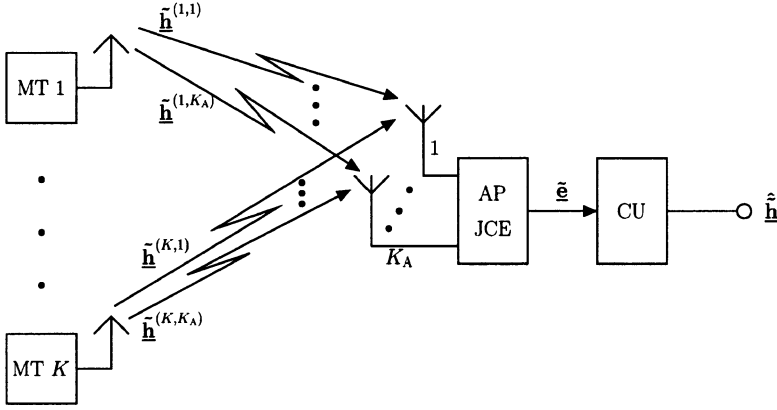 h̲̃^(1,1)
MT 1
h̲̃^(1,K_A)
1
AP
JCE
ẽ̲
CU
h̲̃̂
h̲̃^(K,1)
K_A
h̲̃^(K,K_A)
MT K